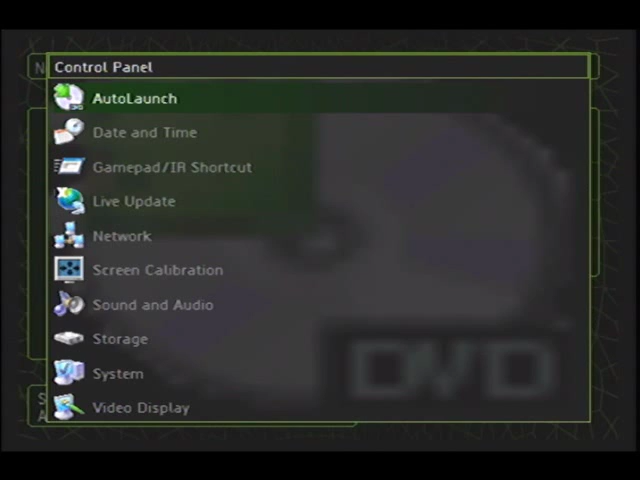 Control Panel
AutoLaunch
Date and Time
Gamepad/IR Shortcut
Live Update
Network
Screen Calibration
Sound and Audio
Storage
System
Video Display
DVD